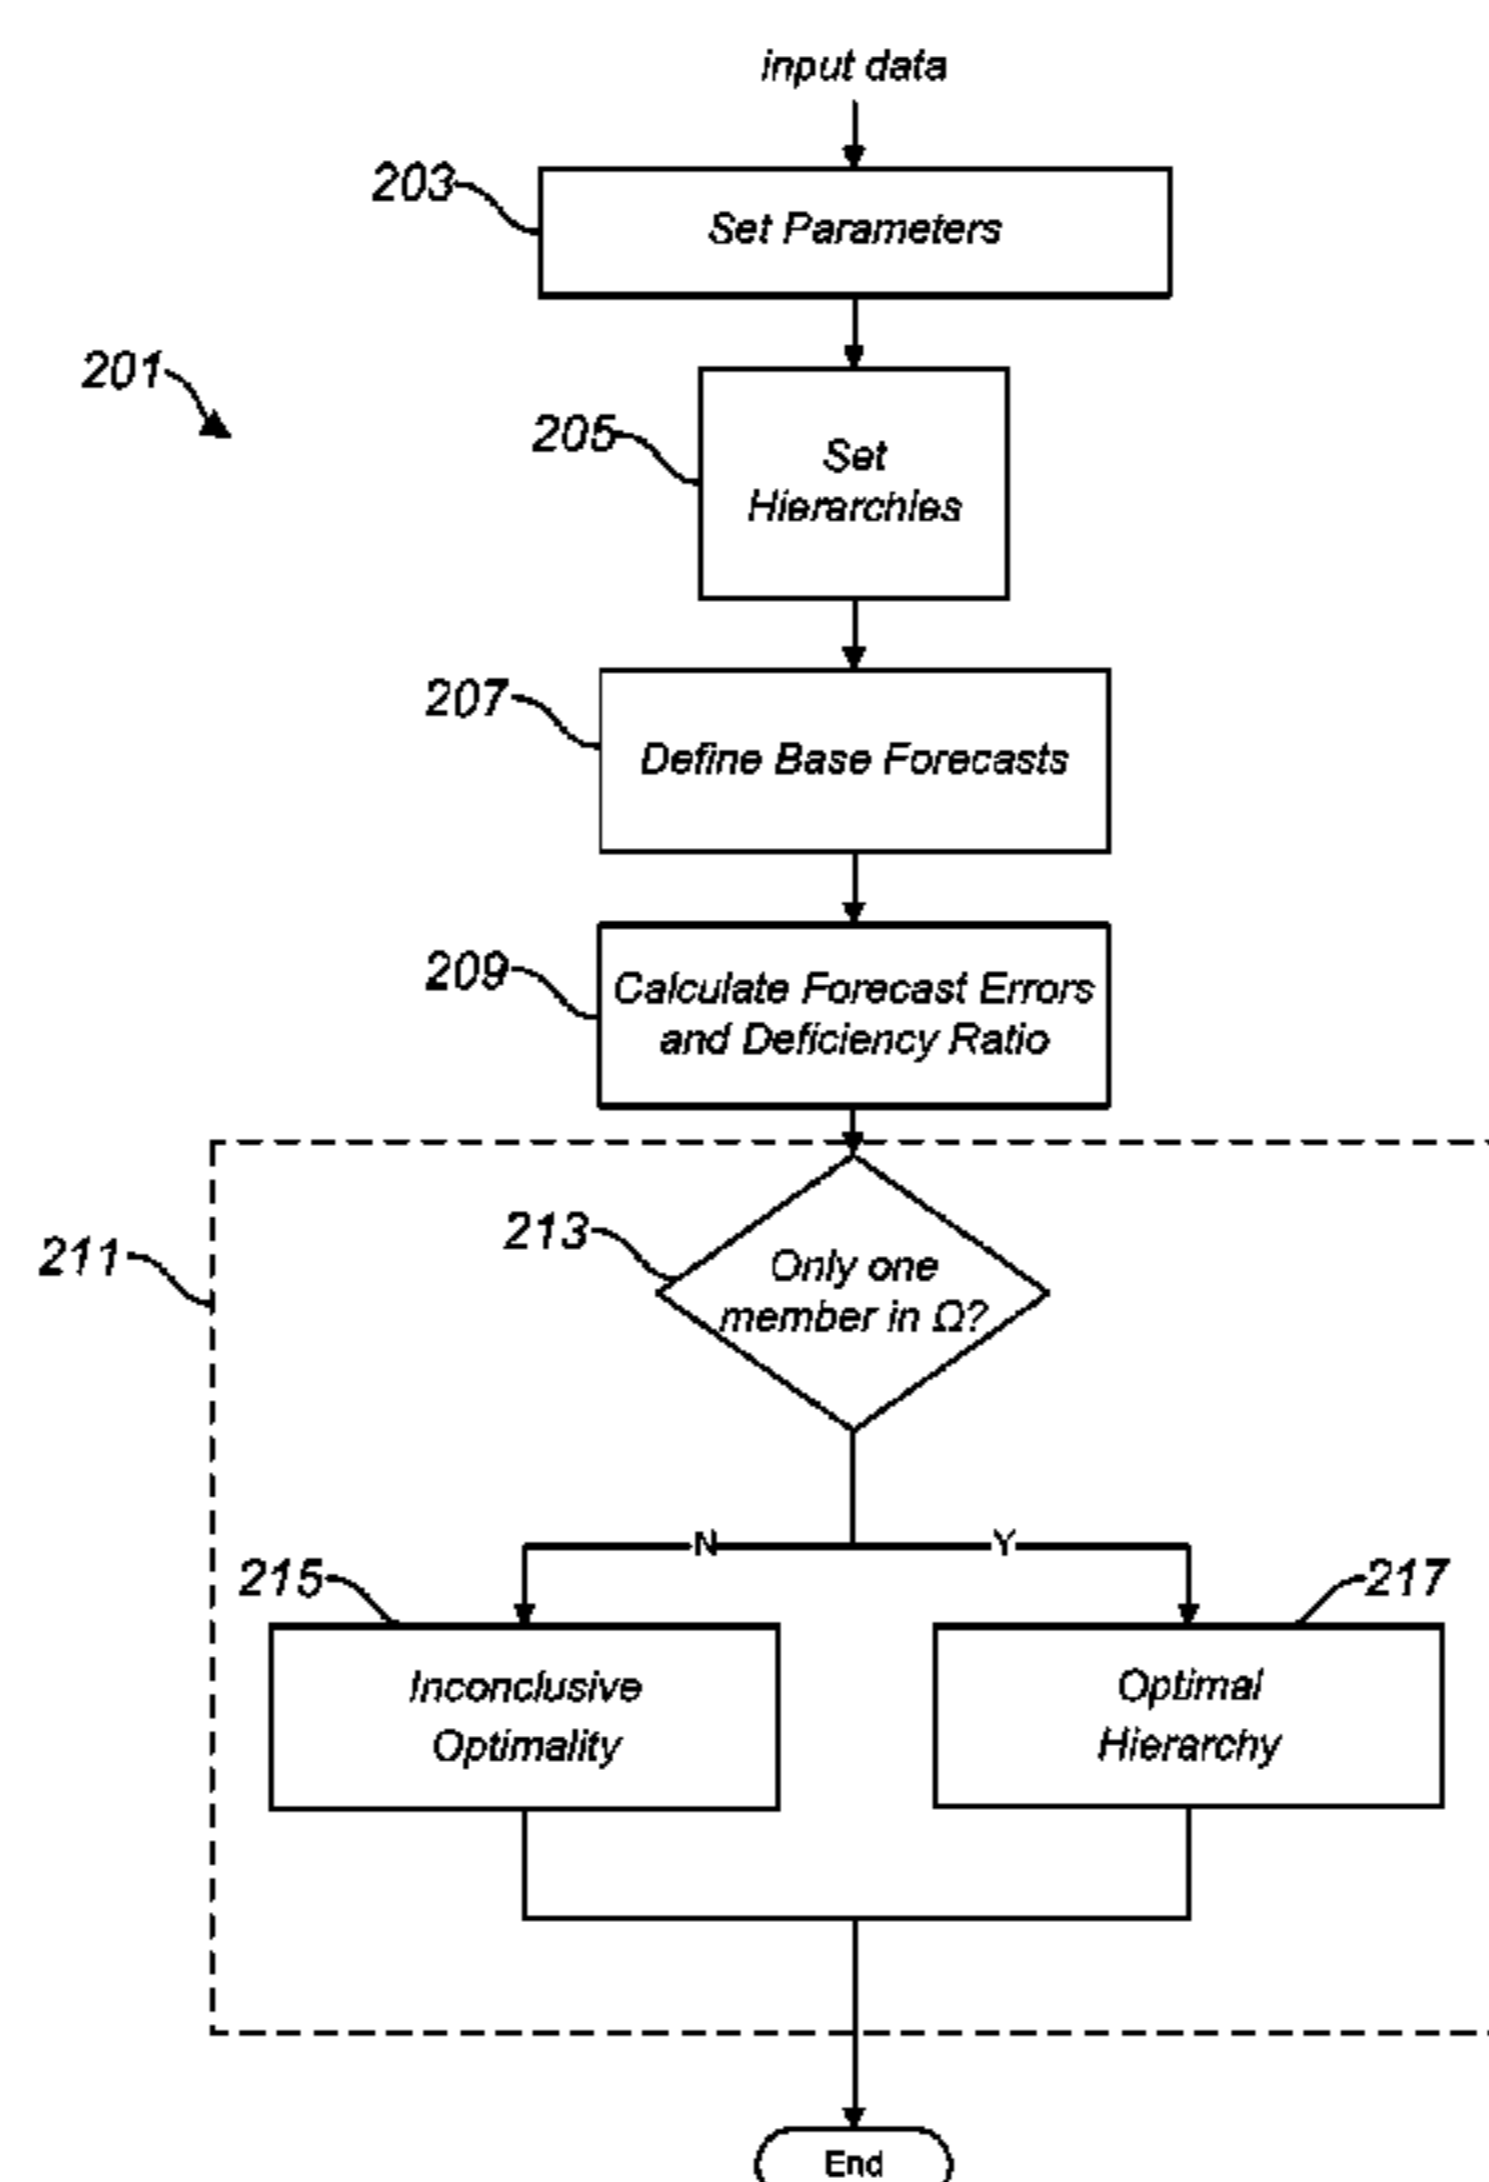 input data
203
Set Parameters
201
205
Set
Hierarchies
207
Define Base Forecasts
209
Calculate Forecast Errors
and Deficiency Ratio
211
213
Only one
member in Ω?
N
Y
215
217
Inconclusive
Optimality
Optimal
Hierarchy
End